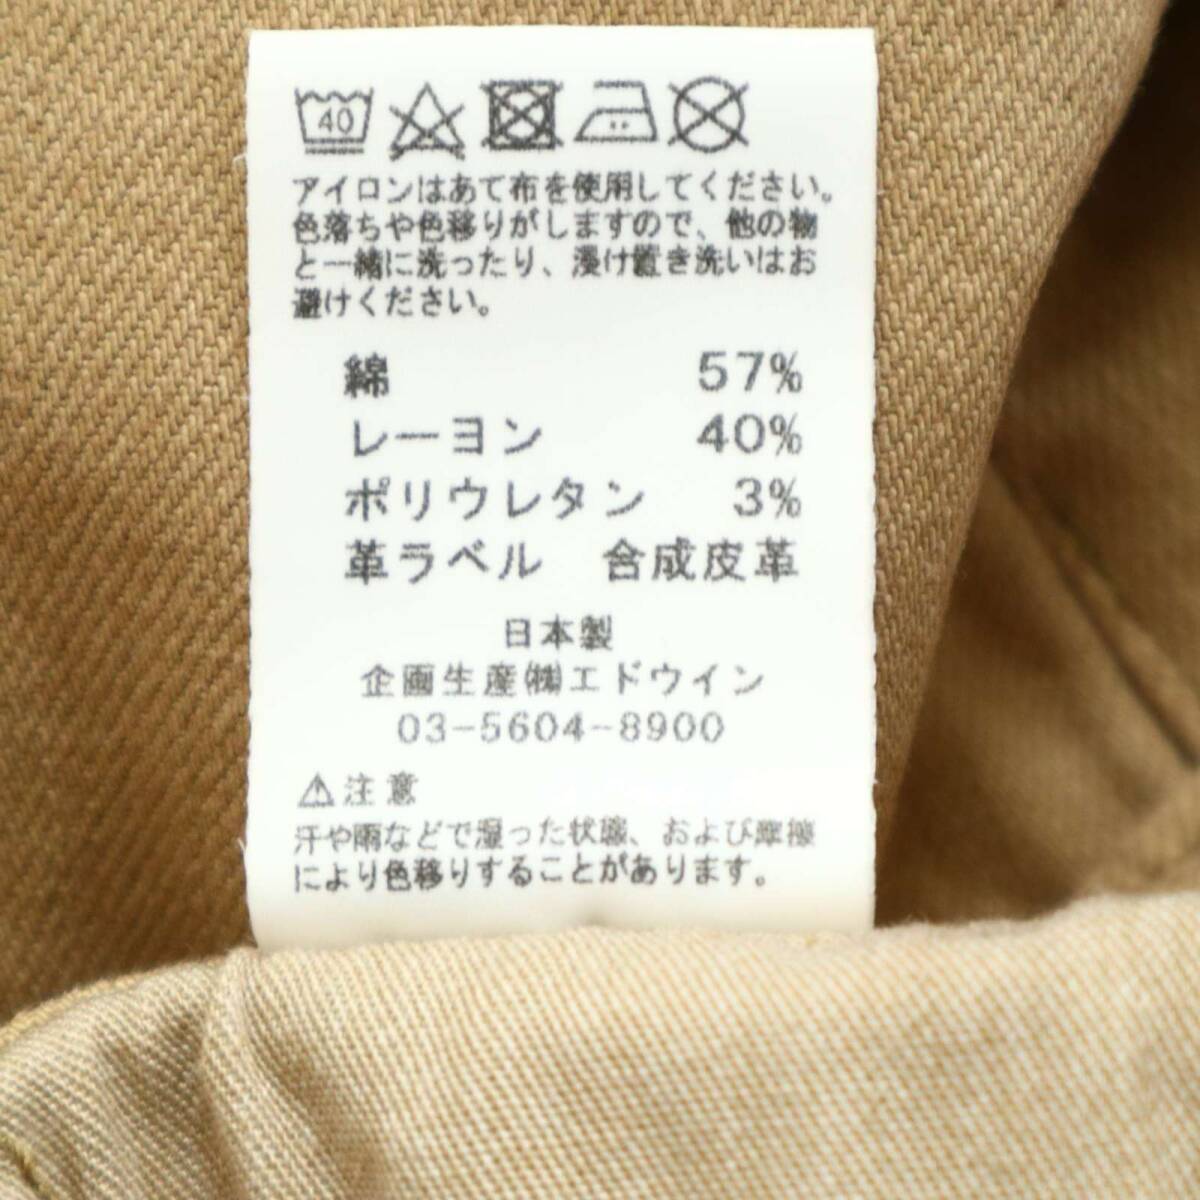 40
アイロンはあて布を使用してください。
色落ちや色移りがしますので、他の物
と一緒に洗ったり、浸け置き洗いはお
避けください。
綿 57%
レーヨン 40%
ポリウレタン 3%
革ラベル 合成皮革
日本製
企画生産㈱エドウイン
03-5604-8900
⚠注意
汗や雨などで湿った状態、および摩擦
により色移りすることがあります。